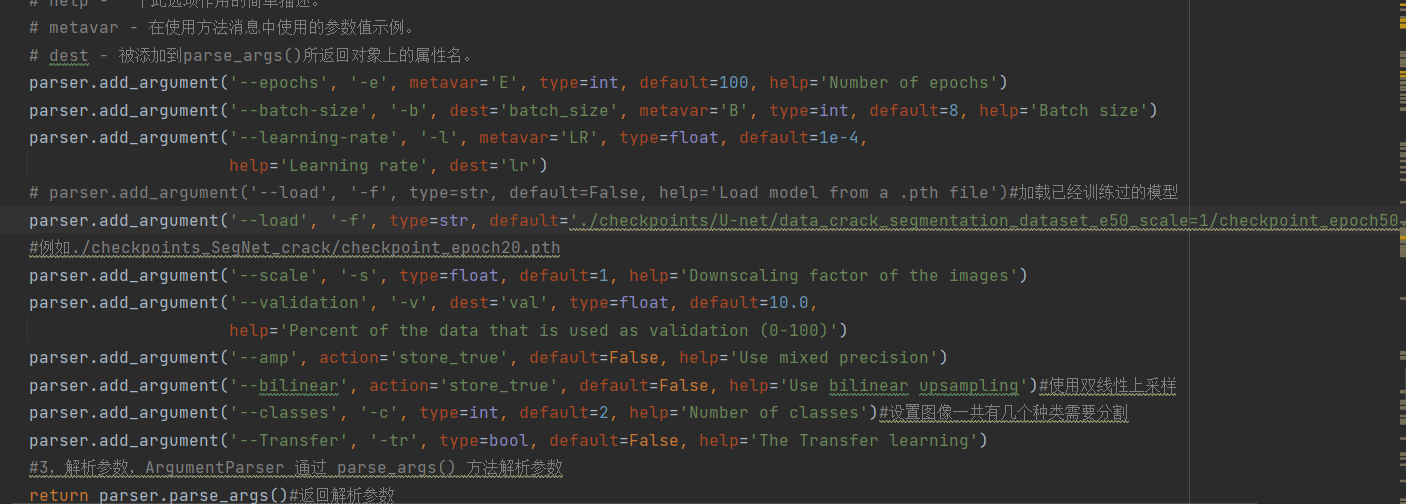 # help - 一个此选项作用的简单描述。
# metavar - 在使用方法消息中使用的参数值示例。
# dest - 被添加到parse_args()所返回对象上的属性名。
parser.add_argument('--epochs', '-e', metavar='E', type=int, default=100, help='Number of epochs')
parser.add_argument('--batch-size', '-b', dest='batch_size', metavar='B', type=int, default=8, help='Batch size')
parser.add_argument('--learning-rate', '-l', metavar='LR', type=float, default=1e-4,
help='Learning rate', dest='lr')
# parser.add_argument('--load', '-f', type=str, default=False, help='Load model from a .pth file')#加载已经训练过的模型
parser.add_argument('--load', '-f', type=str, default='./checkpoints/U-net/data_crack_segmentation_dataset_e50_scale=1/checkpoint_epoch50
#例如./checkpoints_SegNet_crack/checkpoint_epoch20.pth
parser.add_argument('--scale', '-s', type=float, default=1, help='Downscaling factor of the images')
parser.add_argument('--validation', '-v', dest='val', type=float, default=10.0,
help='Percent of the data that is used as validation (0-100)')
parser.add_argument('--amp', action='store_true', default=False, help='Use mixed precision')
parser.add_argument('--bilinear', action='store_true', default=False, help='Use bilinear upsampling')#使用双线性上采样
parser.add_argument('--classes', '-c', type=int, default=2, help='Number of classes')#设置图像一共有几个种类需要分割
parser.add_argument('--Transfer', '-tr', type=bool, default=False, help='The Transfer learning')
#3，解析参数，ArgumentParser 通过 parse_args() 方法解析参数
return parser.parse_args()#返回解析参数